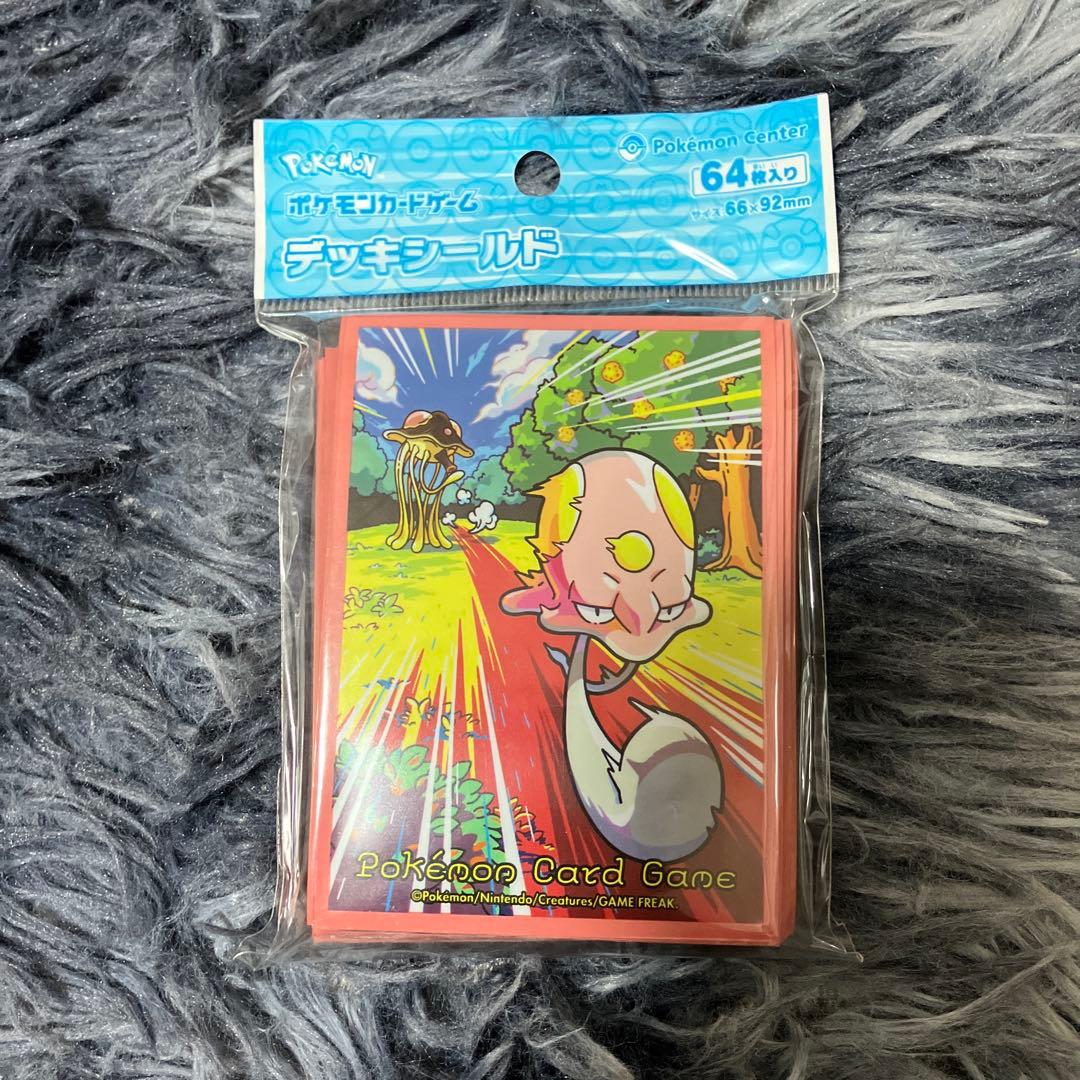 POKéMON
ポケモンカードゲーム
デッキシールド
Pokémon Center
64枚入り
サイズ 66×92mm
Pokémon Card Game
©Pokémon/Nintendo/Creatures/GAME FREAK.